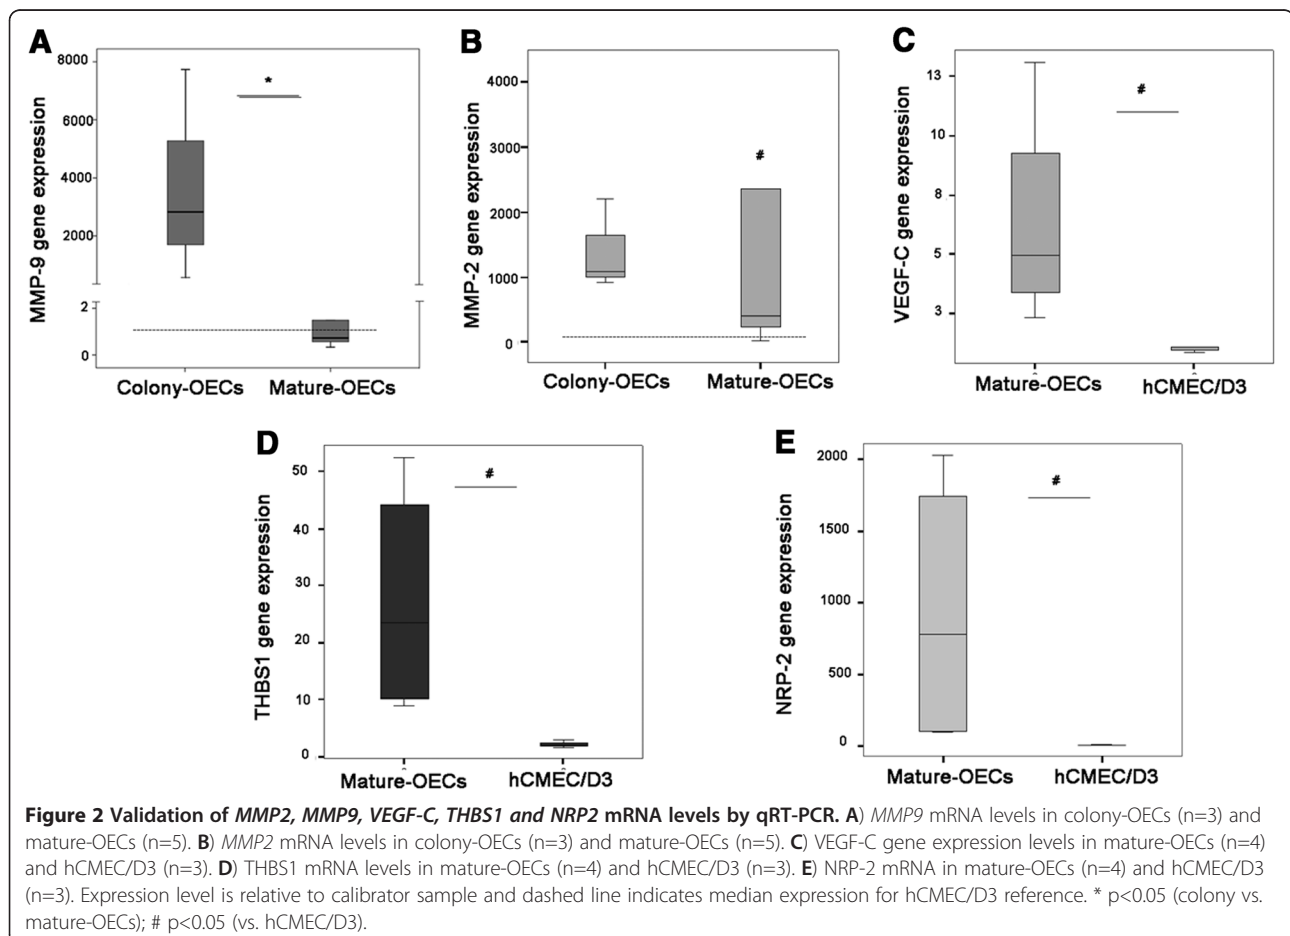 A
MMP-9 gene expression
8000
6000
4000
2000
2
0
*
Colony-OECs Mature-OECs
B
MMP-2 gene expression
4000
3000
2000
1000
0
#
Colony-OECs Mature-OECs
C
VEGF-C gene expression
13
10
8
5
3
#
Mature-OECs hCMEC/D3
D
THBS1 gene expression
50
40
30
20
10
0
#
Mature-OECs hCMEC/D3
E
NRP-2 gene expression
2000
1500
1000
500
0
#
Mature-OECs hCMEC/D3
Figure 2 Validation of MMP2, MMP9, VEGF-C, THBS1 and NRP2 mRNA levels by qRT-PCR. A) MMP9 mRNA levels in colony-OECs (n=3) and
mature-OECs (n=5). B) MMP2 mRNA levels in colony-OECs (n=3) and mature-OECs (n=5). C) VEGF-C gene expression levels in mature-OECs (n=4)
and hCMEC/D3 (n=3). D) THBS1 mRNA levels in mature-OECs (n=4) and hCMEC/D3 (n=3). E) NRP-2 mRNA in mature-OECs (n=4) and hCMEC/D3
(n=3). Expression level is relative to calibrator sample and dashed line indicates median expression for hCMEC/D3 reference. * p<0.05 (colony vs.
mature-OECs); # p<0.05 (vs. hCMEC/D3).